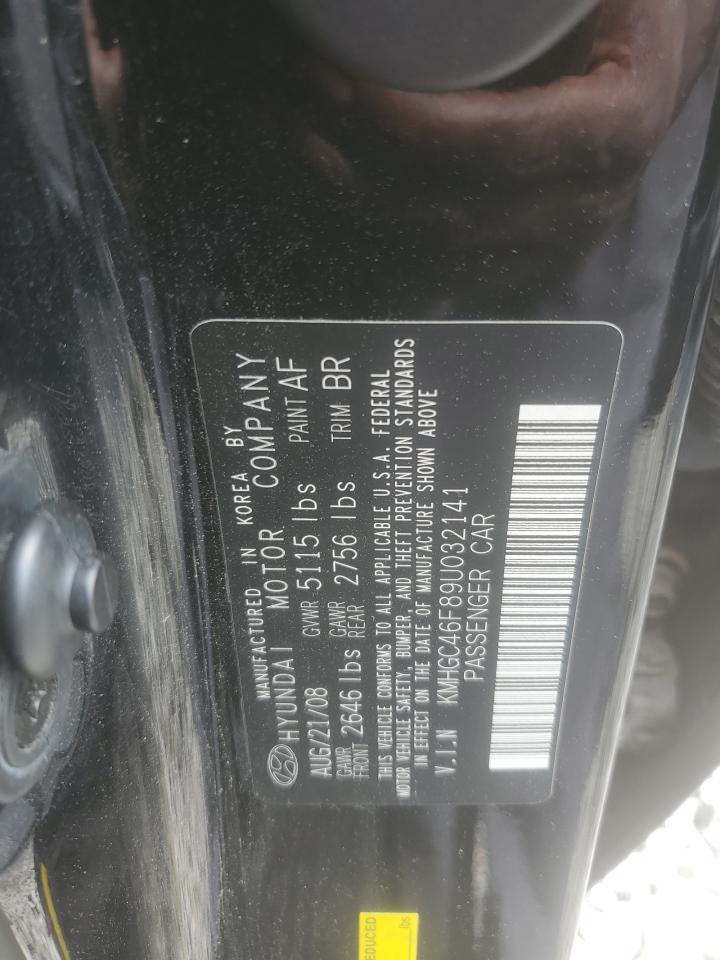 MANUFACTURED IN KOREA BY
HYUNDAI MOTOR COMPANY
AUG/21/08 GVWR 5115 lbs PAINT AF
GAWR FRONT 2646 lbs GAWR REAR 2756 lbs TRIM BR
THIS VEHICLE CONFORMS TO ALL APPLICABLE U.S.A. FEDERAL
MOTOR VEHICLE SAFETY, BUMPER, AND THEFT PREVENTION STANDARDS
IN EFFECT ON THE DATE OF MANUFACTURE SHOWN ABOVE
V.I.N KMHGC46F89U032141
PASSENGER CAR
EDUCED
lbs